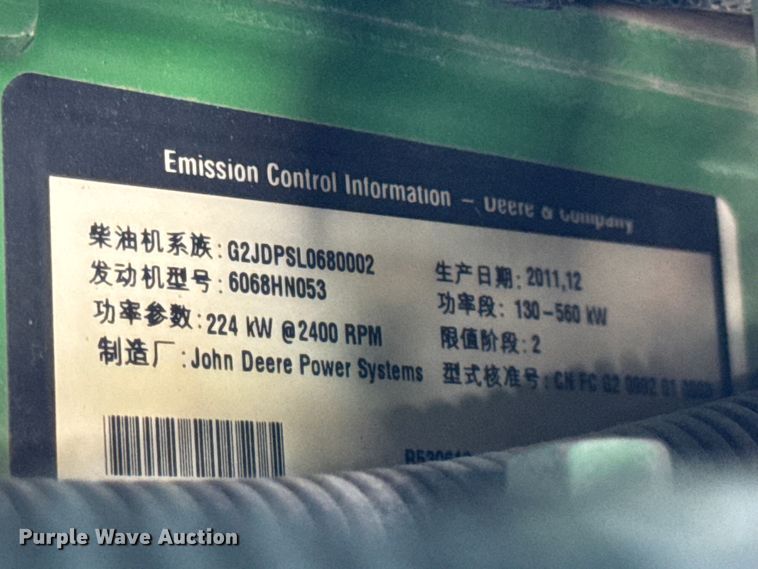 Emission Control Information – Deere & Company
柴油机系族: G2JDPSL0680002
发动机型号: 6068HN053
功率参数: 224 kW @2400 RPM
制造厂: John Deere Power Systems
生产日期: 2011,12
功率段: 130-560 kW
限值阶段: 2
型式核准号: CN FC G2
Purple Wave Auction